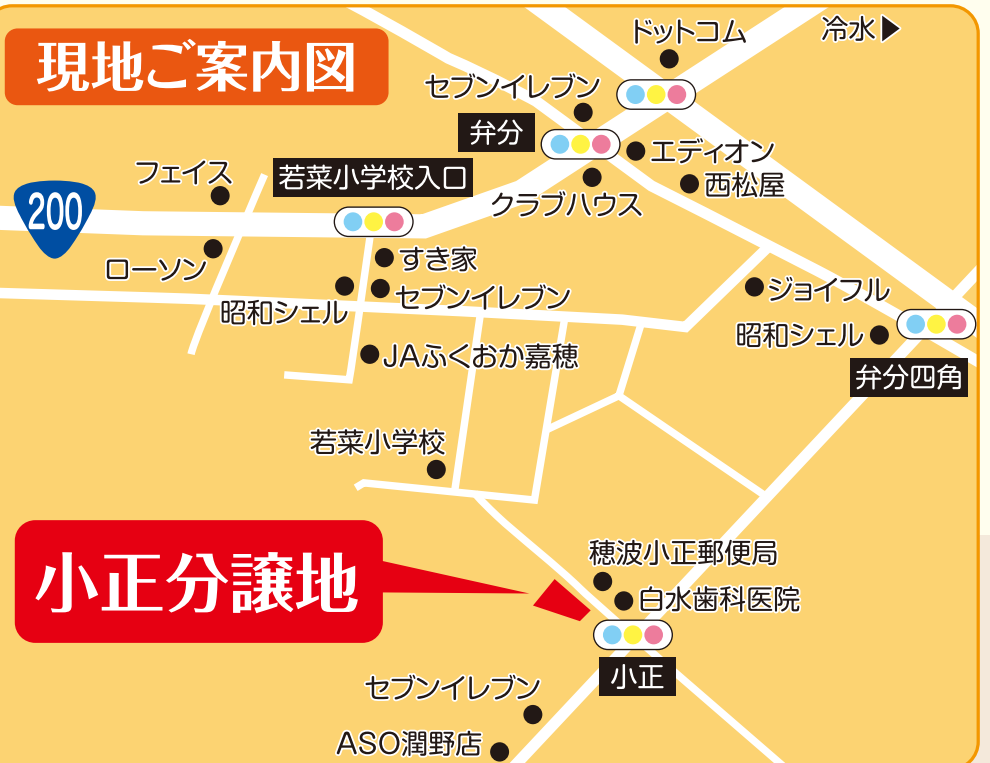 現地ご案内図
ドットコム
冷水▶
セブンイレブン
弁分
エディオン
西松屋
フェイス
若菜小学校入口
クラブハウス
200
ローソン
すき家
セブンイレブン
昭和シェル
ジョイフル
昭和シェル
弁分四角
JAふくおか嘉穂
若菜小学校
小正分譲地
穂波小正郵便局
白水歯科医院
小正
セブンイレブン
ASO潤野店